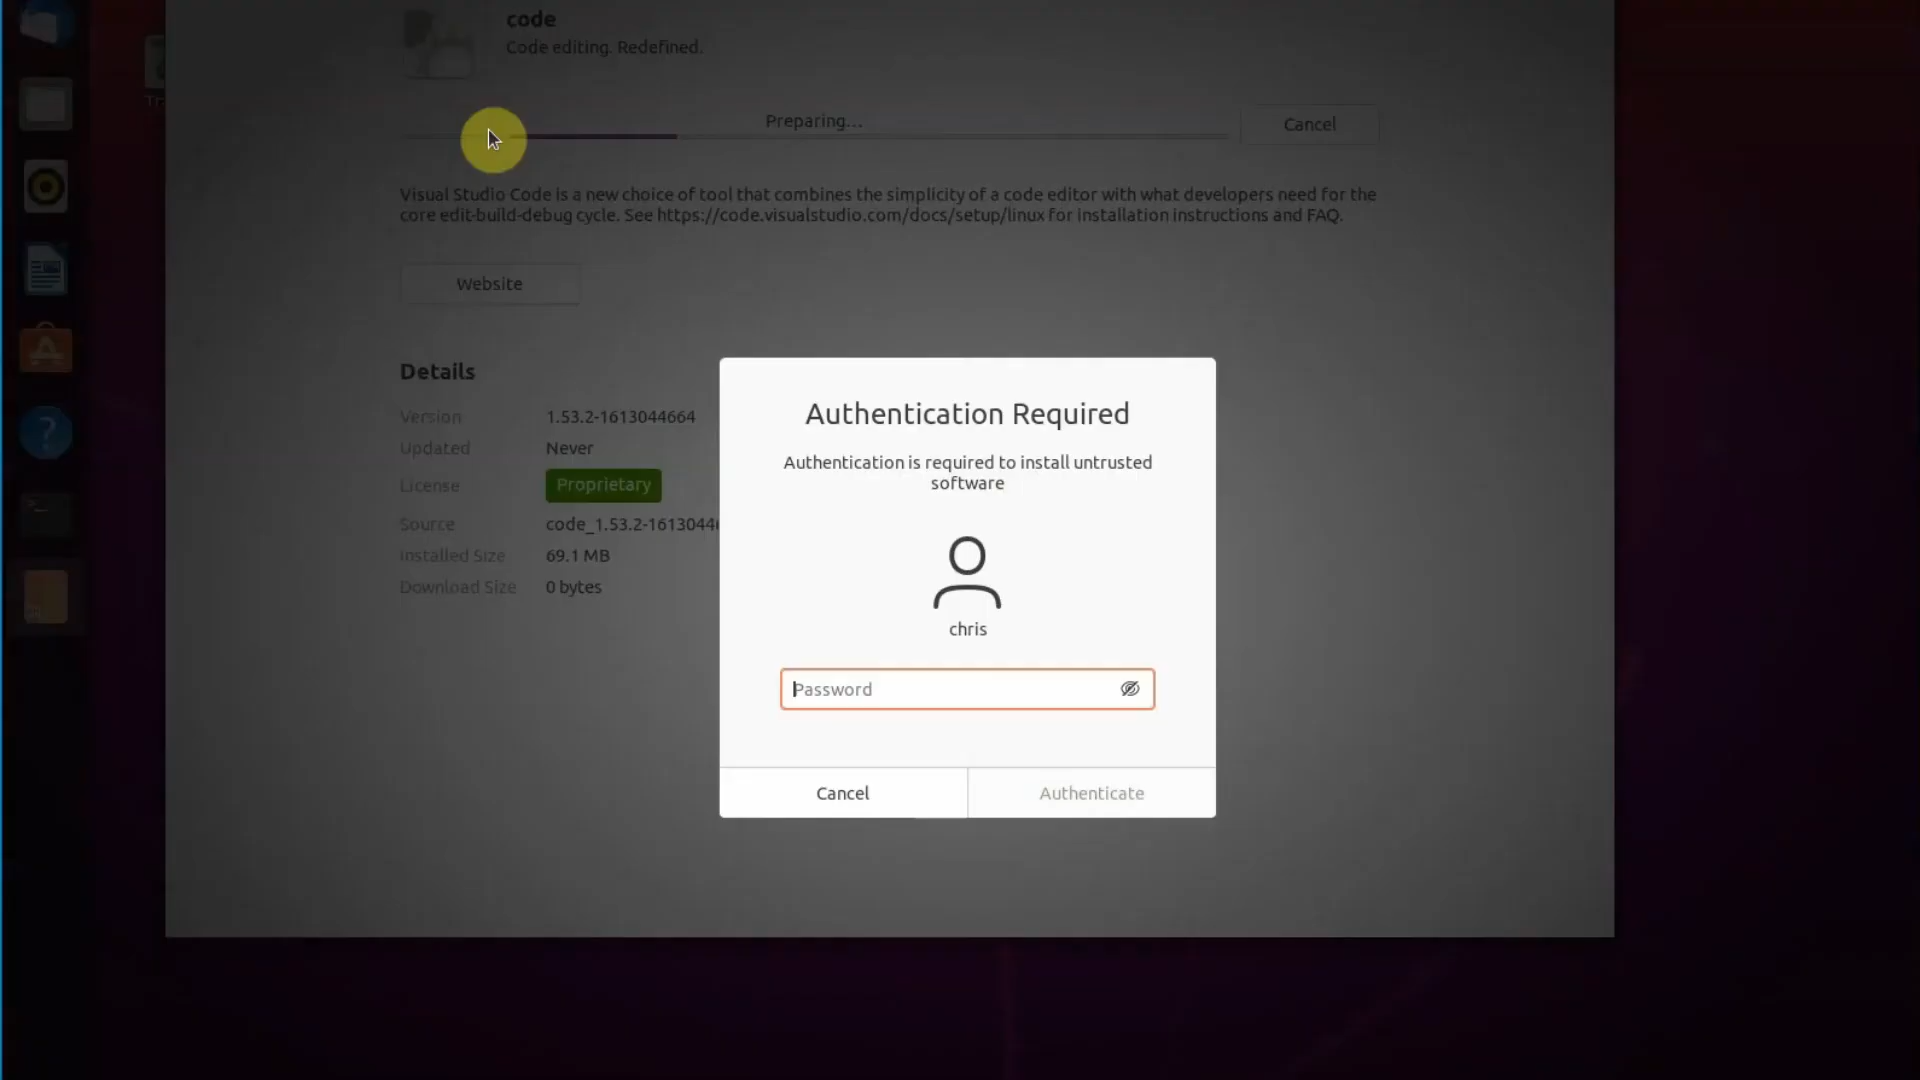 code
Code editing. Redefined.
Preparing...
Cancel
Visual Studio Code is a new choice of tool that combines the simplicity of a code editor with what developers need for the
core edit-build-debug cycle. See https://code.visualstudio.com/docs/setup/linux for installation instructions and FAQ.
Website
Details
Version 1.53.2-1613044664
Updated Never
License Proprietary
Source code_1.53.2-1613044
Installed Size 69.1 MB
Download Size 0 bytes
Authentication Required
Authentication is required to install untrusted
software
chris
Password
Cancel
Authenticate